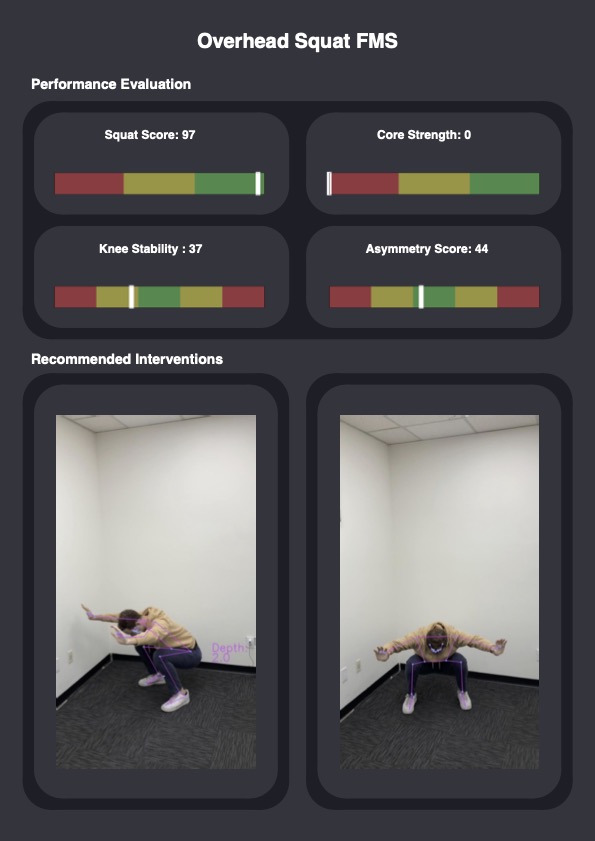 Overhead Squat FMS
Performance Evaluation
Squat Score: 97
Core Strength: 0
Knee Stability : 37
Asymmetry Score: 44
Recommended Interventions
Depth:
2.0